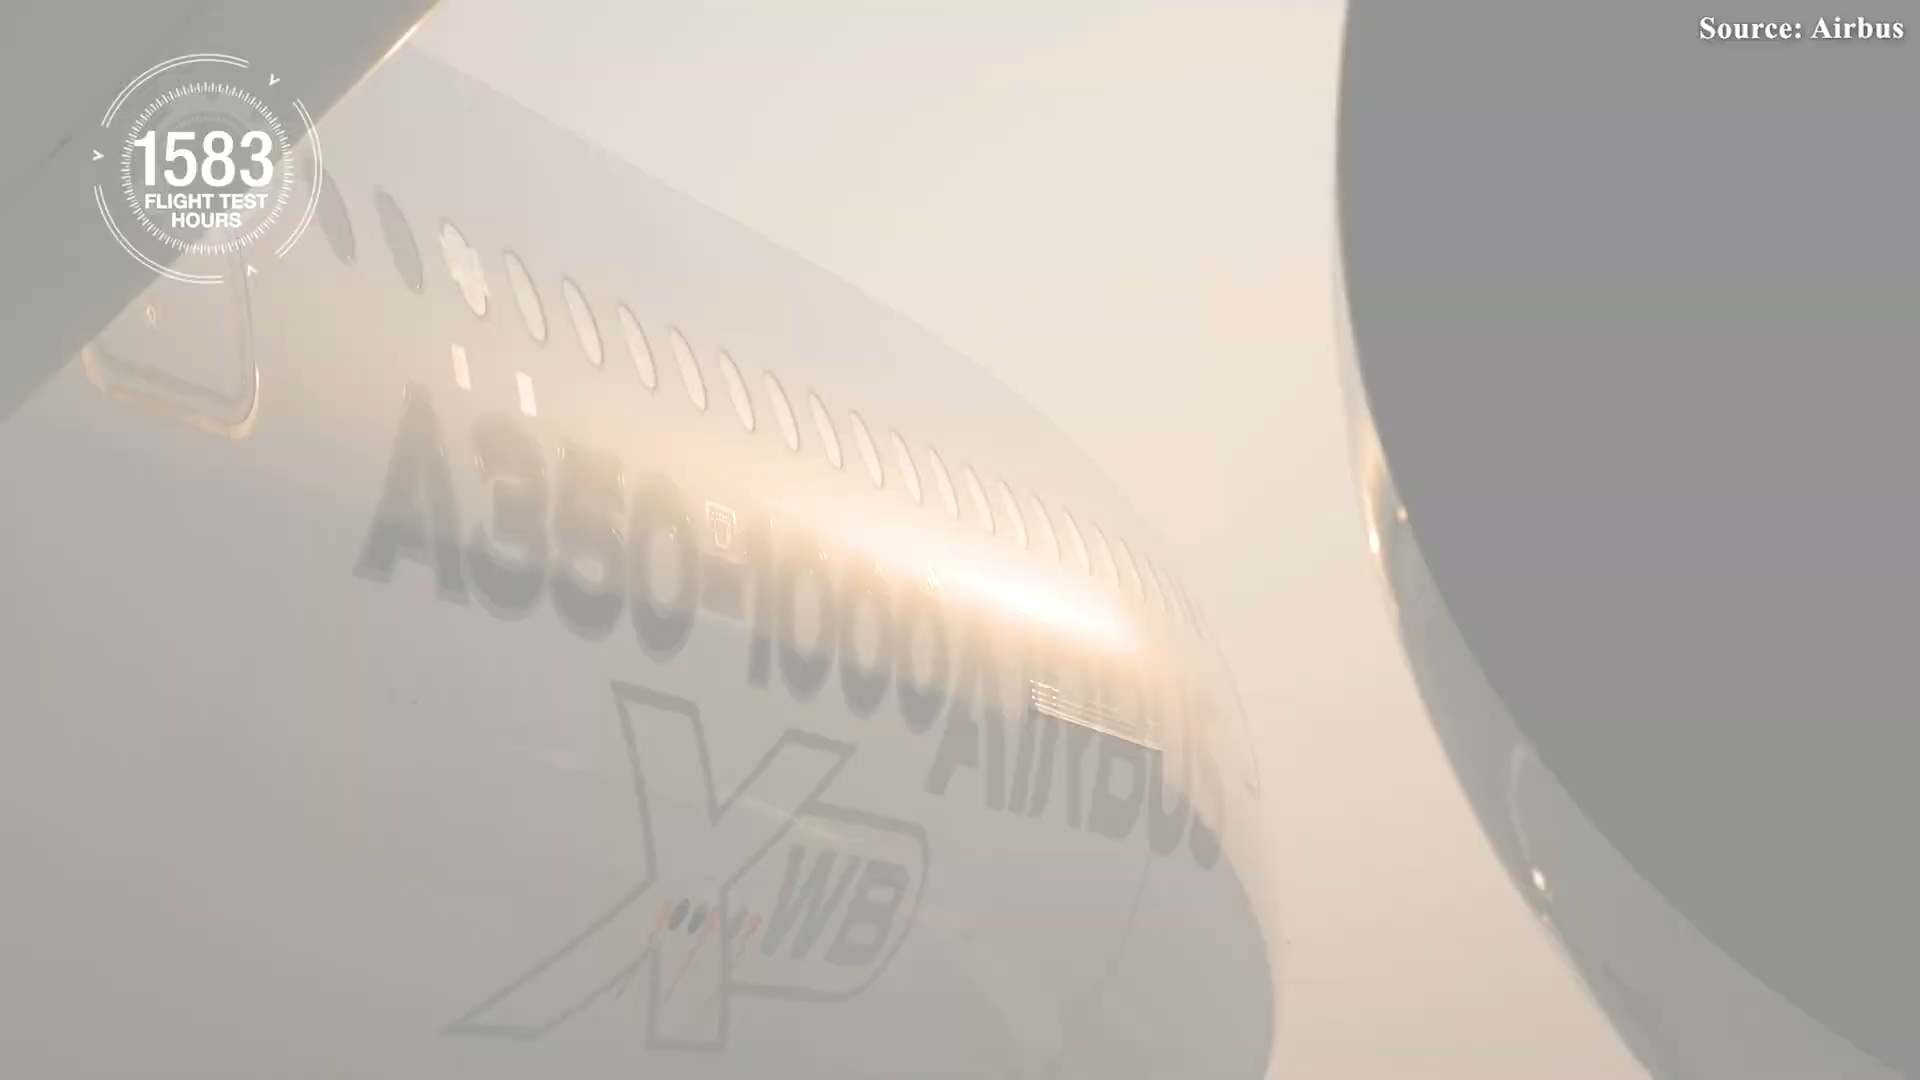 Source: Airbus
1583
FLIGHT TEST
HOURS
A350-1000
AIRBUS
XWB